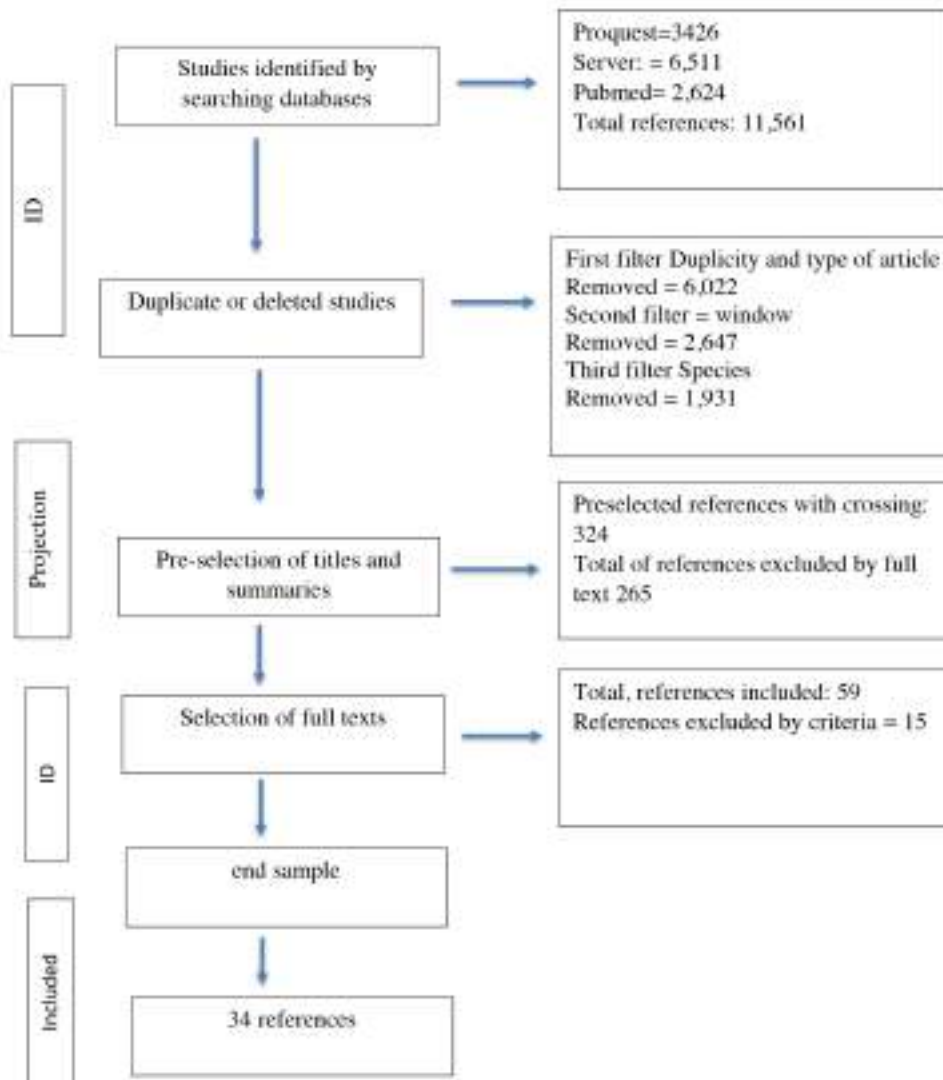 Studies identified by
searching databases
Proquest=3426
Server: = 6,511
Pubmed= 2,624
Total references: 11,561
ID
Duplicate or deleted studies
First filter Duplicity and type of article
Removed = 6,022
Second filter = window
Removed = 2,647
Third filter Species
Removed = 1,931
Projection
Pre-selection of titles and
summaries
Preselected references with crossing:
324
Total of references excluded by full
text 265
ID
Selection of full texts
Total, references included: 59
References excluded by criteria = 15
end sample
Included
34 references